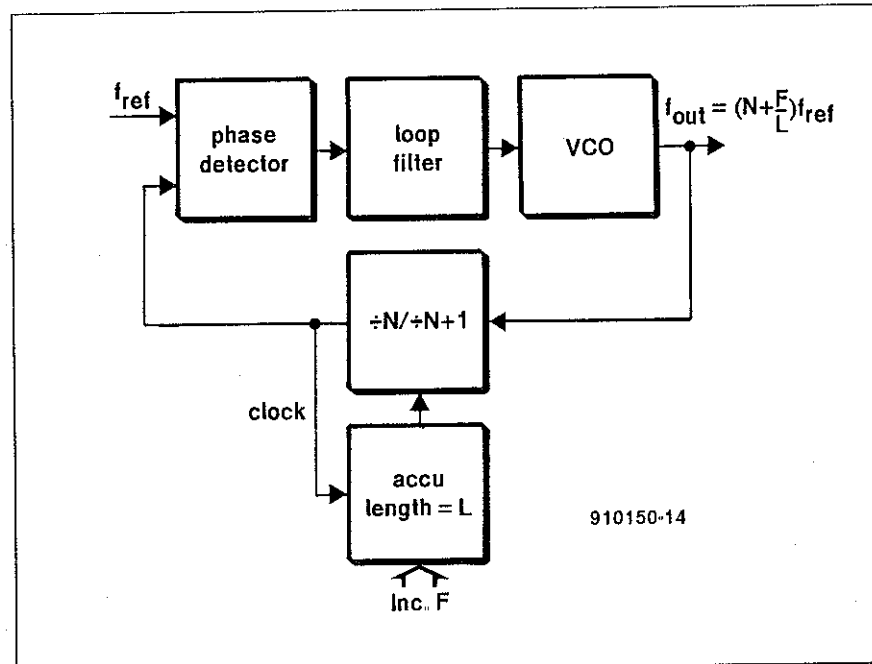 f_ref
phase
detector
loop
filter
VCO
f_out = (N+F/L)f_ref
÷N/÷N+1
clock
accu
length = L
910150-14
Inc. F